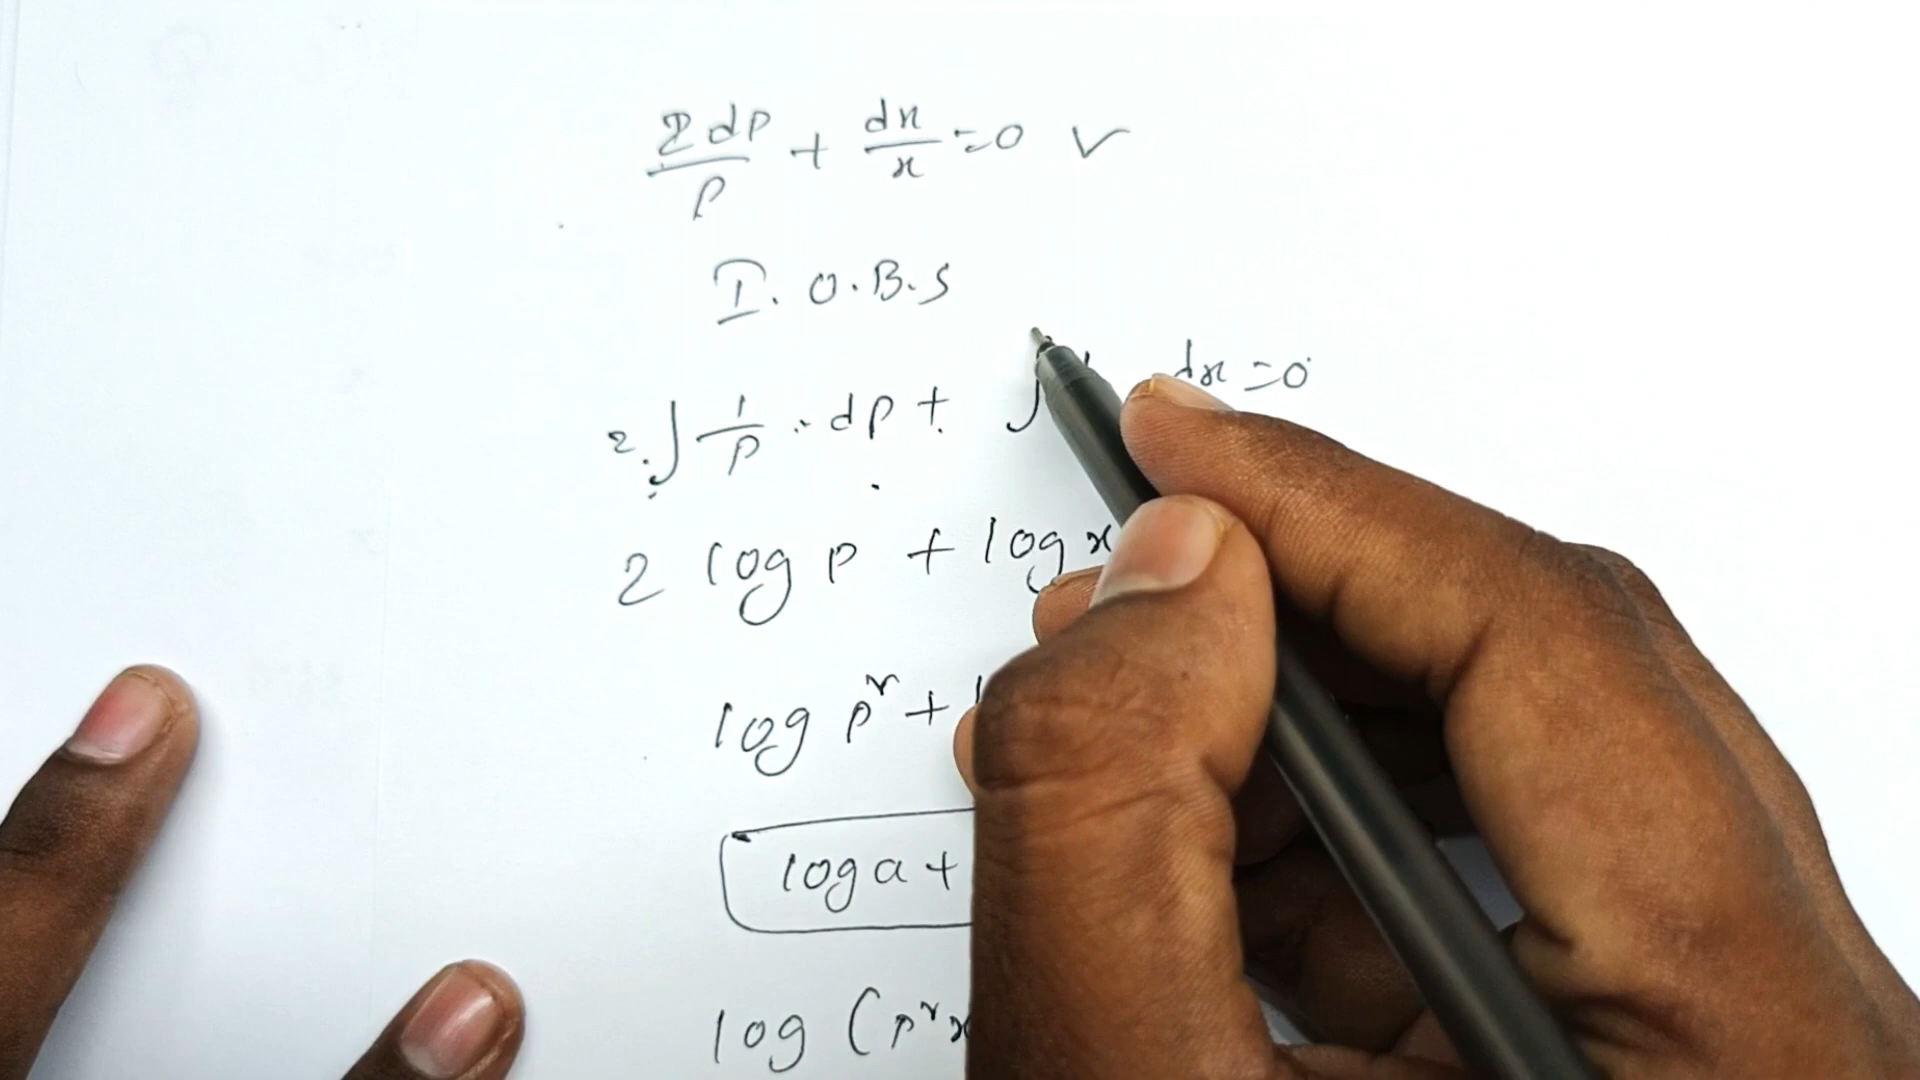 2dp/p + dx/x = 0 ✓
I. O.B.S
2.∫ 1/p . dp + ∫ dx = 0
2 log p + log x
log p² +
log a +
log (p²x